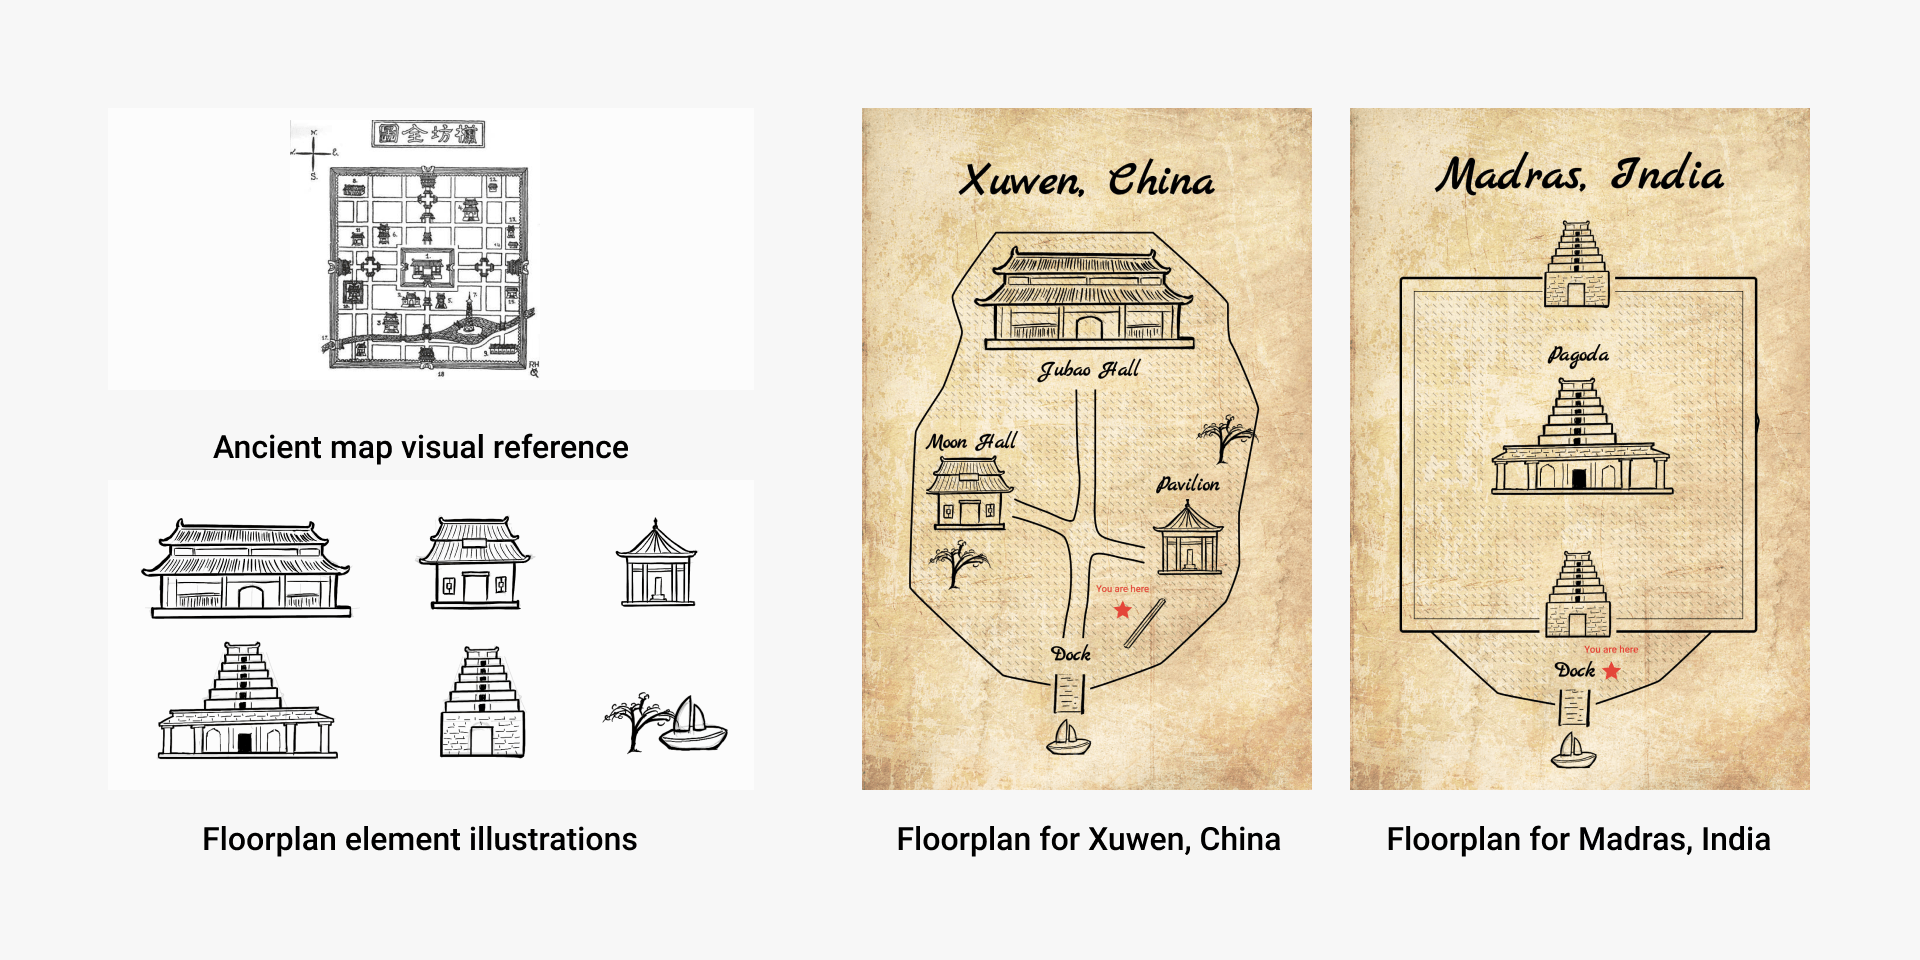 圖全坊
N.
S.
Ancient map visual reference
Floorplan element illustrations
Xuwen, China
Jubao Hall
Moon Hall
Pavilion
You are here
Dock
Floorplan for Xuwen, China
Madras, India
Pagoda
You are here
Dock
Floorplan for Madras, India